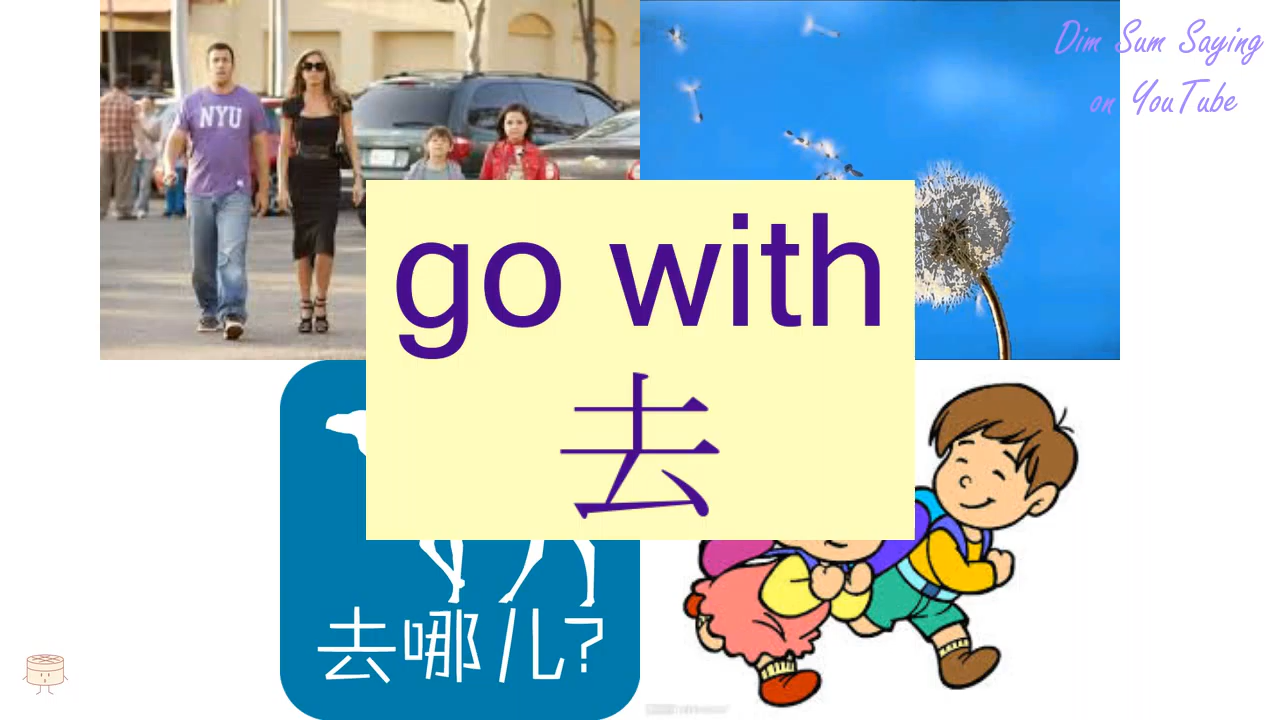 Dim Sum Saying
on YouTube
NYU
go with
去
去哪儿?